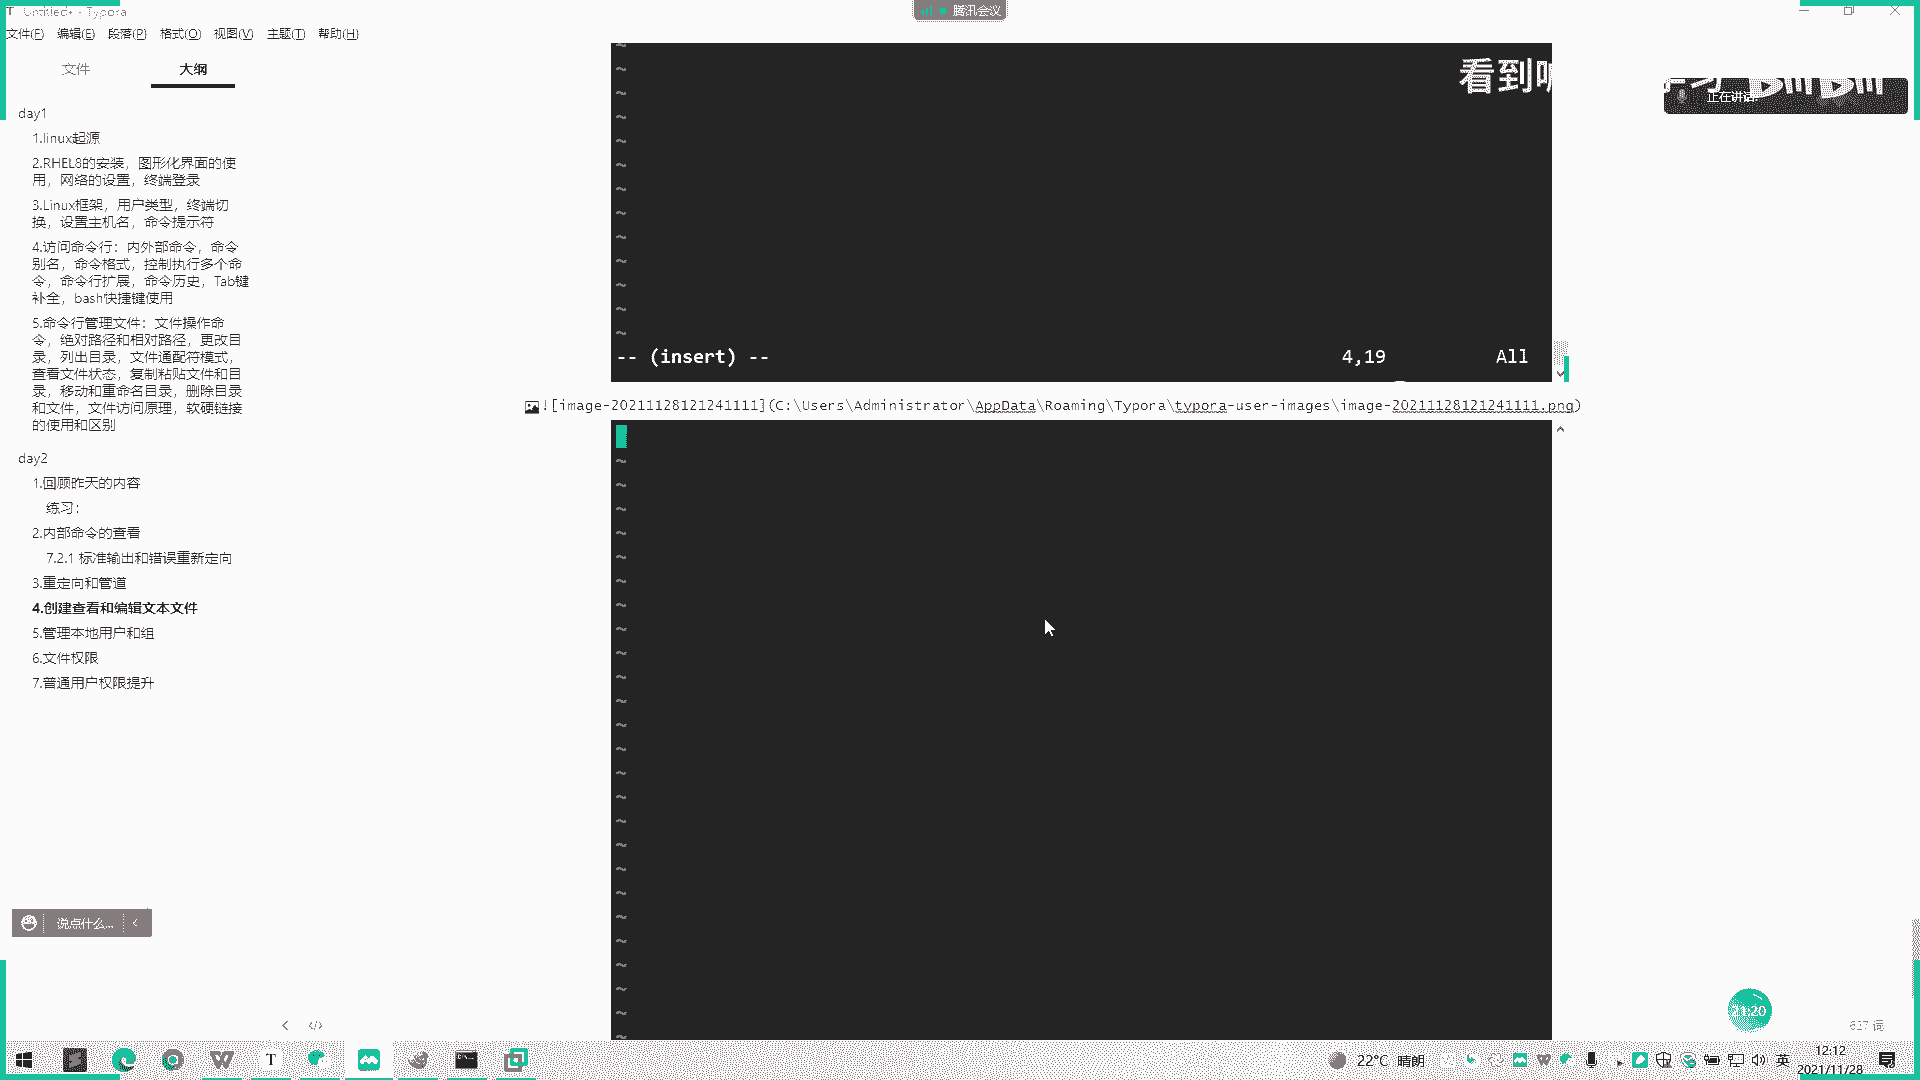 Untitled• - Typora
腾讯会议
文件(F) 编辑(E) 段落(P) 格式(O) 视图(V) 主题(T) 帮助(H)
文件 大纲
day1
1.linux起源
2.RHEL8的安装，图形化界面的使
用，网络的设置，终端登录
3.Linux框架，用户类型，终端切
换，设置主机名，命令提示符
4.访问命令行：内外部命令，命令
别名，命令格式，控制执行多个命
令，命令行扩展，命令历史，Tab键
补全，bash快捷键使用
5.命令行管理文件：文件操作命
令，绝对路径和相对路径，更改目
录，列出目录，文件通配符模式，
查看文件状态，复制粘贴文件和目
录，移动和重命名目录，删除目录
和文件，文件访问原理，软硬链接
的使用和区别
day2
1.回顾昨天的内容
练习：
2.内部命令的查看
7.2.1 标准输出和错误重新定向
3.重定向和管道
4.创建查看和编辑文本文件
5.管理本地用户和组
6.文件权限
7.普通用户权限提升
看到
正在讲话:
-- (insert) -- 4,19 All
![image-20211128121241111](C:\Users\Administrator\AppData\Roaming\Typora\typora-user-images\image-20211128121241111.png)
说点什么...
21:20
627 词
22°C 晴朗
英
12:12
2021/11/28